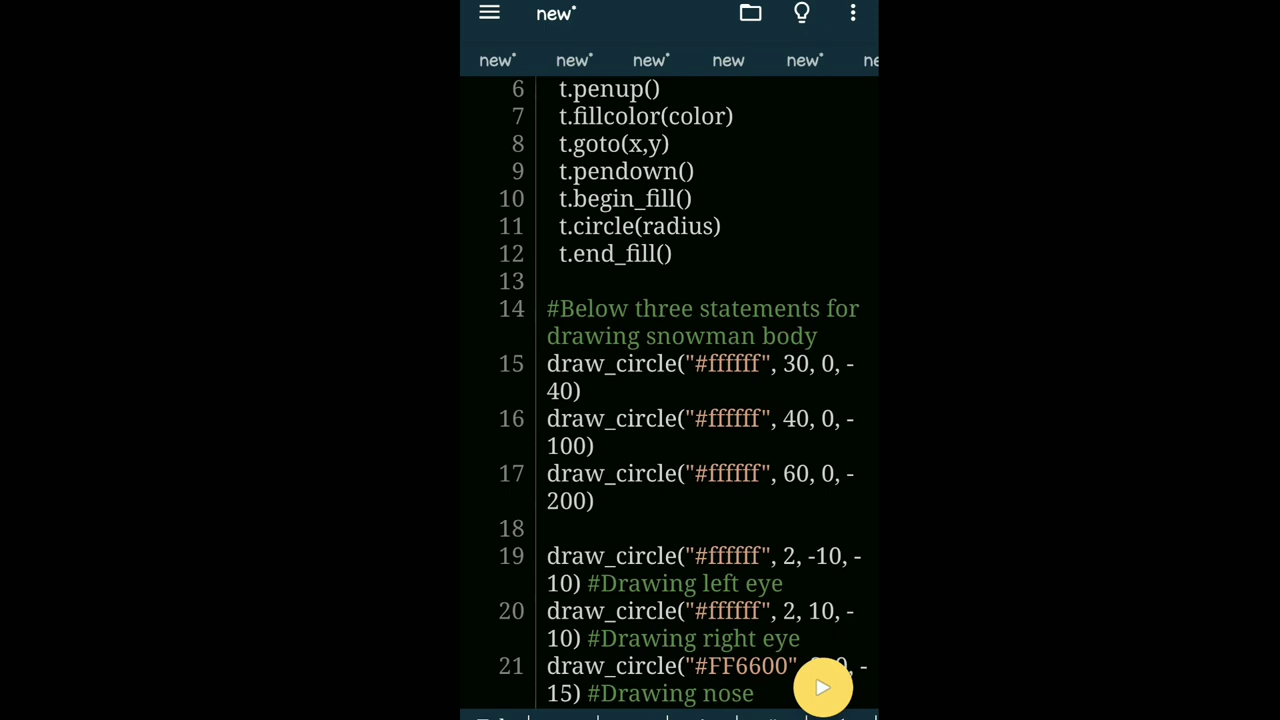 new*
new* new* new* new new* ne
6 t.penup()
7 t.fillcolor(color)
8 t.goto(x,y)
9 t.pendown()
10 t.begin_fill()
11 t.circle(radius)
12 t.end_fill()
13
14 #Below three statements for
drawing snowman body
15 draw_circle("#ffffff", 30, 0, -
40)
16 draw_circle("#ffffff", 40, 0, -
100)
17 draw_circle("#ffffff", 60, 0, -
200)
18
19 draw_circle("#ffffff", 2, -10, -
10) #Drawing left eye
20 draw_circle("#ffffff", 2, 10, -
10) #Drawing right eye
21 draw_circle("#FF6600", 0, -
15) #Drawing nose